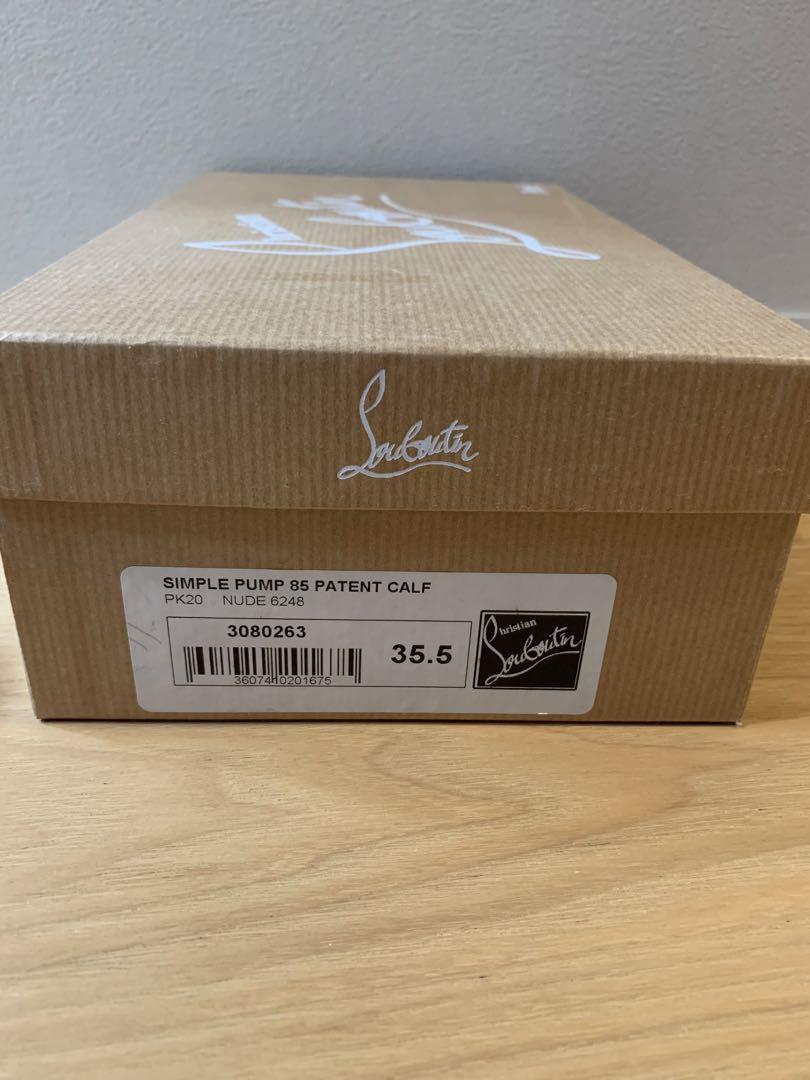 Louboutin
SIMPLE PUMP 85 PATENT CALF
PK20 NUDE 6248
3080263
35.5
3607410201675
Christian
Louboutin